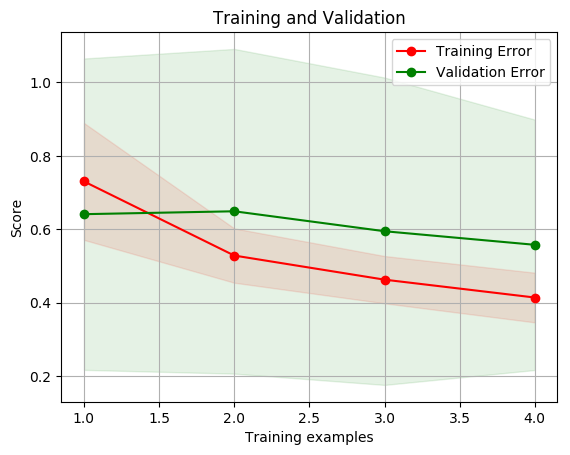 Training and Validation
Training Error
Validation Error
Score
1.0
0.8
0.6
0.4
0.2
1.0 1.5 2.0 2.5 3.0 3.5 4.0
Training examples